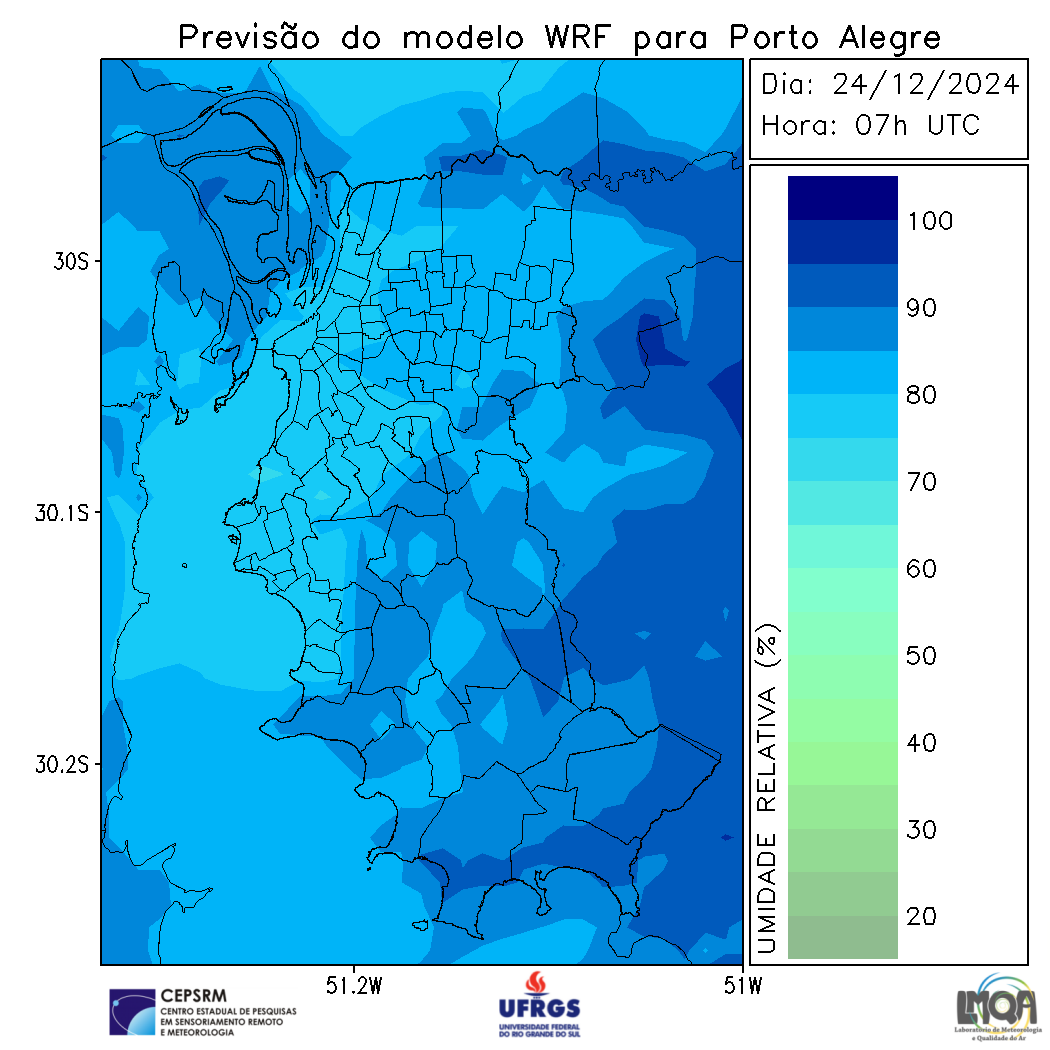 Previsão do modelo WRF para Porto Alegre
Dia: 24/12/2024
Hora: 07h UTC
30S
30.1S
30.2S
51.2W
51W
100
90
80
70
60
50
40
30
20
UMIDADE RELATIVA (%)
CEPSRM
CENTRO ESTADUAL DE PESQUISAS
EM SENSORIAMENTO REMOTO
E METEOROLOGIA
UFRGS
UNIVERSIDADE FEDERAL
DO RIO GRANDE DO SUL
LMQA
Laboratório de Meteorologia
e Qualidade do Ar